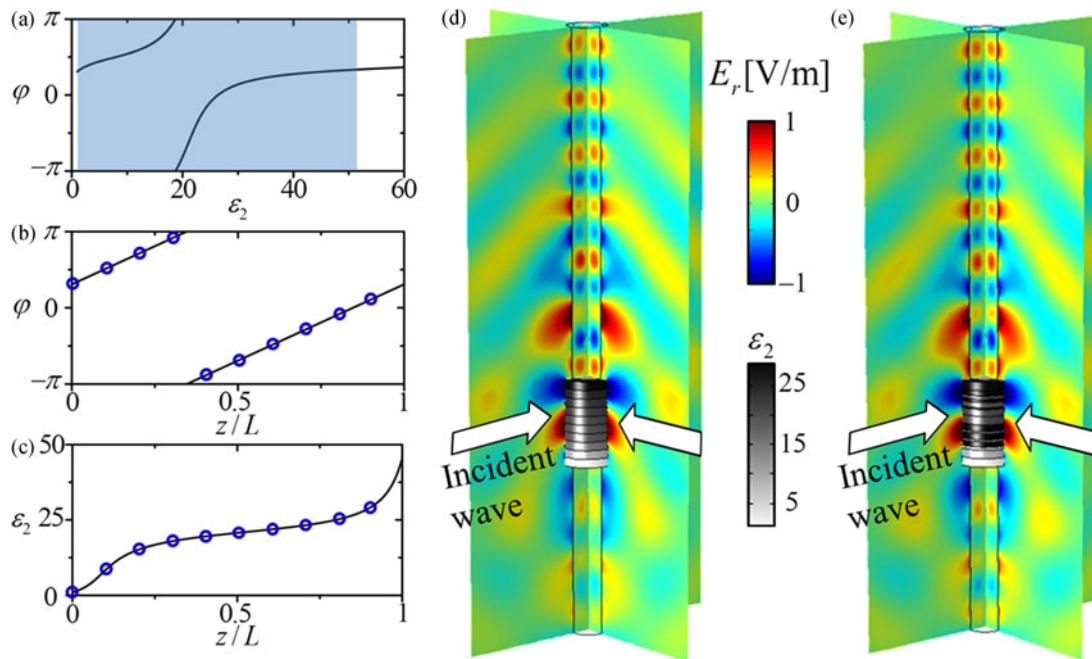 (a)
π
φ
0
−π
0 20 40 60
ε₂
(b)
π
φ
0
−π
0 0.5 1
z/L
(c)
50
ε₂
25
0
0 0.5 1
z/L
(d)
E_r [V/m]
1
0
−1
ε₂
25
15
5
Incident
wave
(e)
Incident
wave